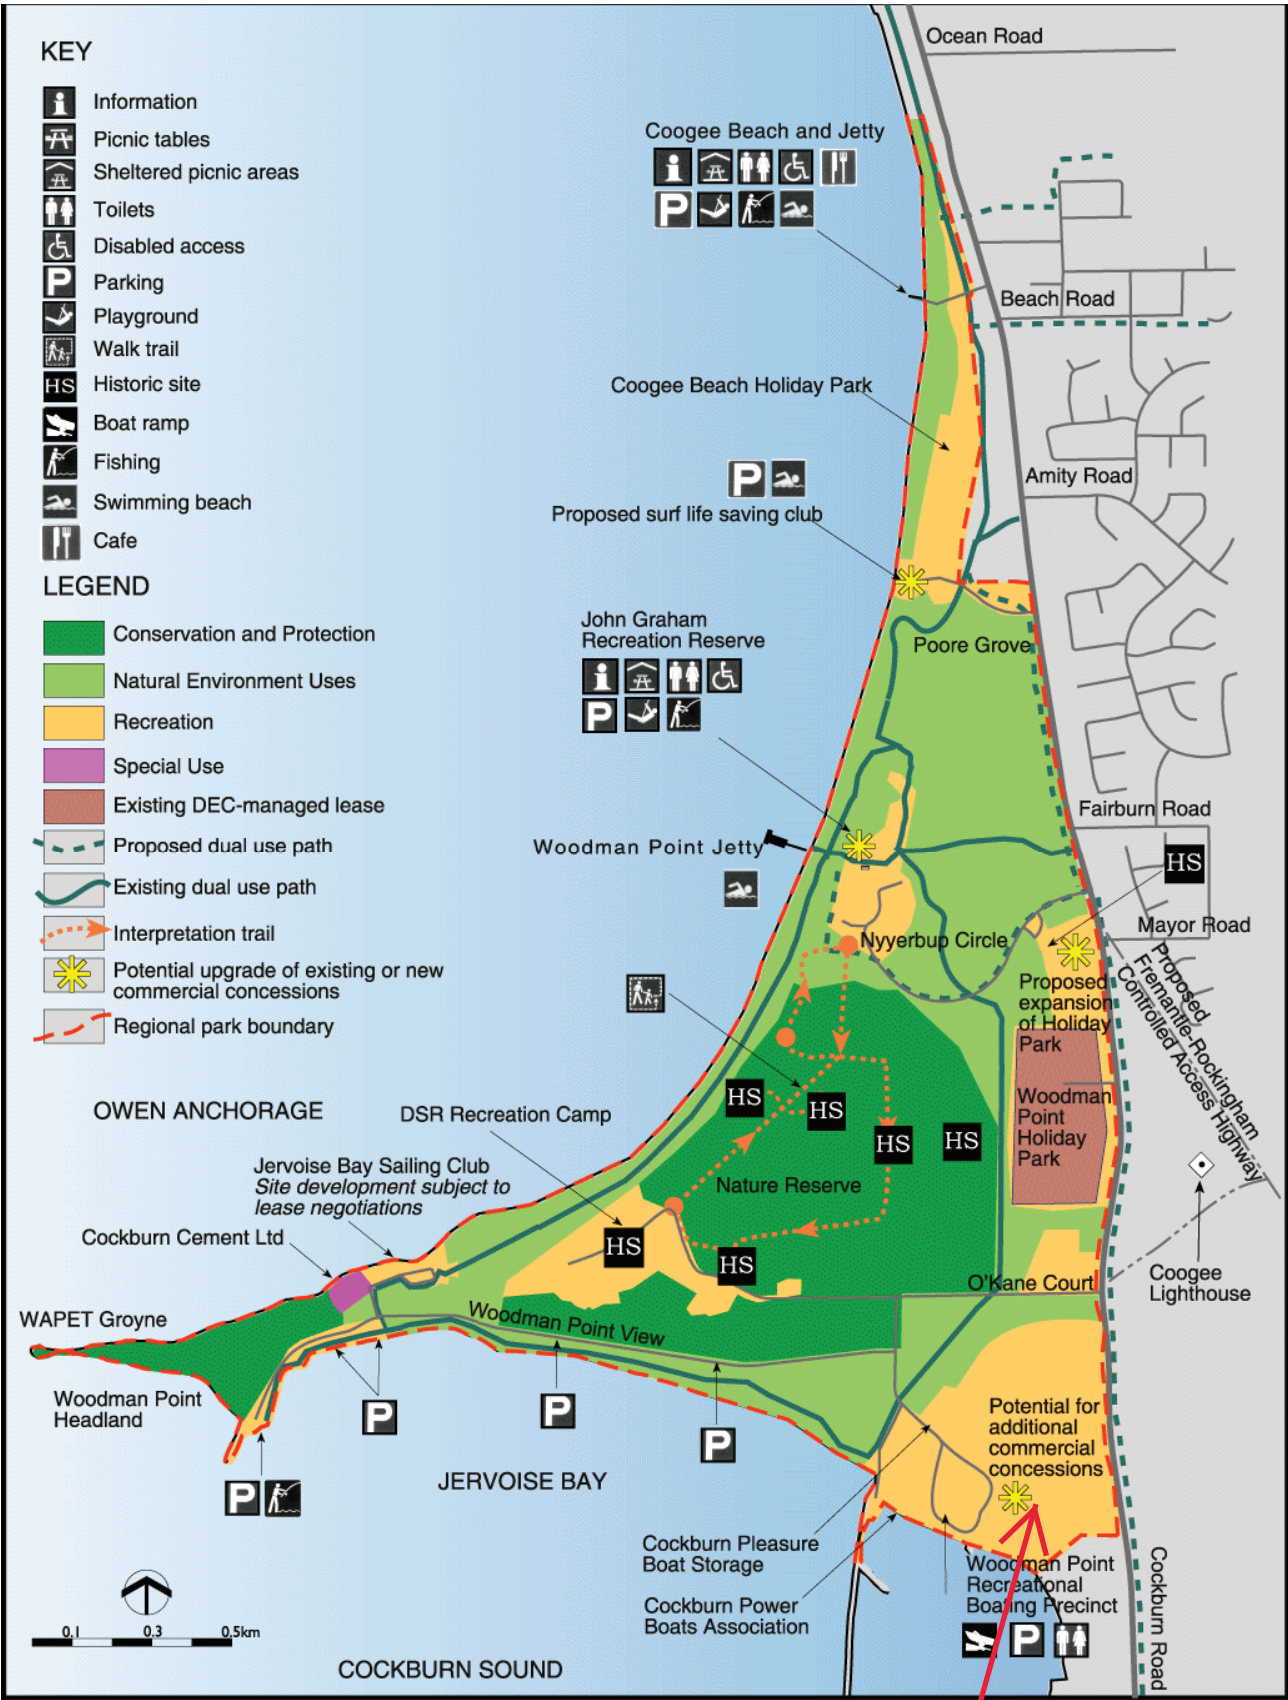 KEY
Information
Picnic tables
Sheltered picnic areas
Toilets
Disabled access
P
Parking
Playground
Walk trail
HS
Historic site
Boat ramp
Fishing
Swimming beach
Cafe
LEGEND
Conservation and Protection
Natural Environment Uses
Recreation
Special Use
Existing DEC-managed lease
Proposed dual use path
Existing dual use path
Interpretation trail
Potential upgrade of existing or new
commercial concessions
Regional park boundary
Ocean Road
Coogee Beach and Jetty
P
Beach Road
Coogee Beach Holiday Park
Amity Road
P
Proposed surf life saving club
John Graham
Recreation Reserve
P
Poore Grove
Fairburn Road
Woodman Point Jetty
HS
Mayor Road
Nyyerbup Circle
Proposed
Fremantle-Rockingham
Controlled Access Highway
Proposed
expansion
of Holiday
Park
Woodman
Point
Holiday
Park
OWEN ANCHORAGE
DSR Recreation Camp
HS
HS
HS
HS
Nature Reserve
Jervoise Bay Sailing Club
Site development subject to
lease negotiations
Cockburn Cement Ltd
HS
HS
O'Kane Court
Coogee
Lighthouse
WAPET Groyne
Woodman Point View
Woodman Point
Headland
P
P
P
P
Potential for
additional
commercial
concessions
JERVOISE BAY
Cockburn Pleasure
Boat Storage
Cockburn Power
Boats Association
Woodman Point
Recreational
Boating Precinct
P
Cockburn Road
0.1 0.3 0.5km
COCKBURN SOUND